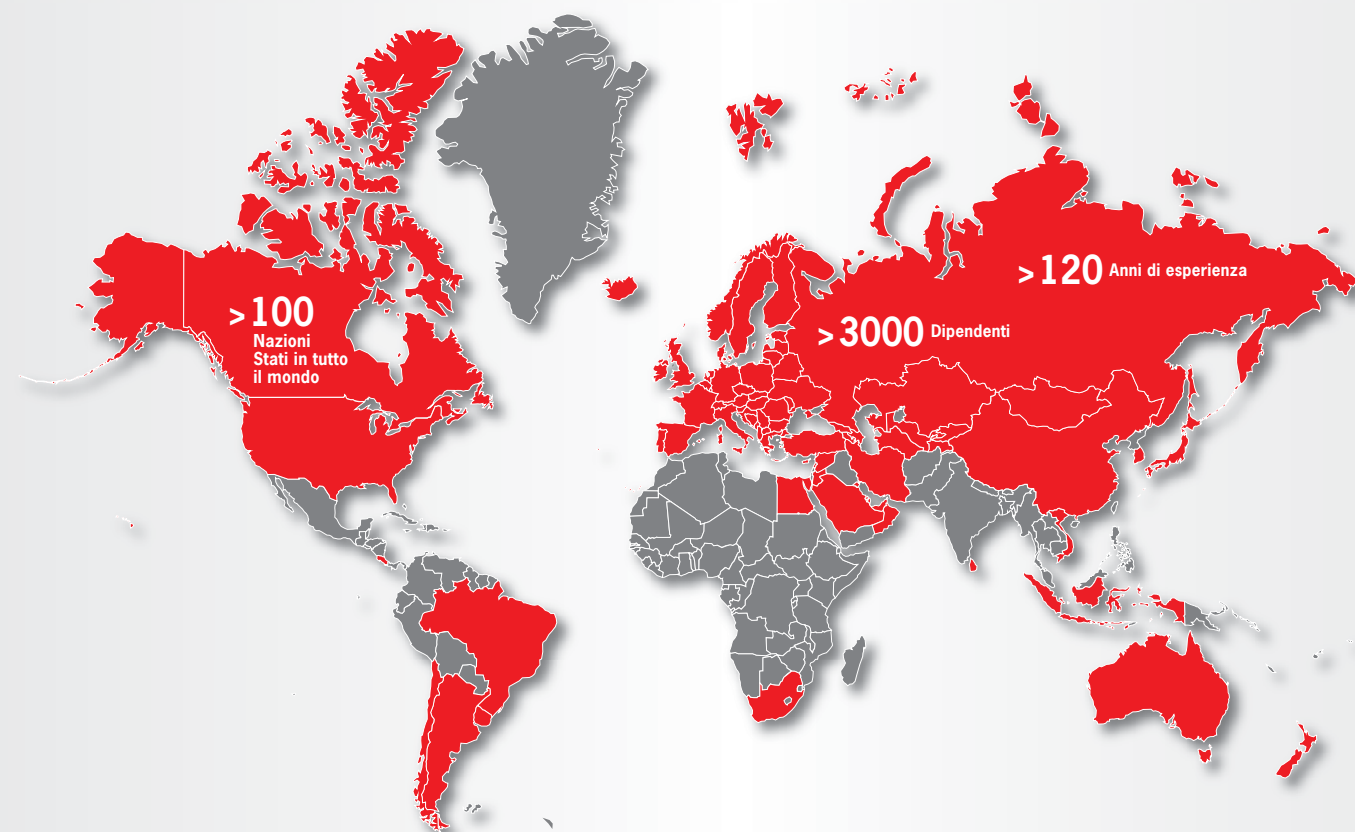 > 100
Nazioni
Stati in tutto
il mondo
> 120 Anni di esperienza
> 3000 Dipendenti